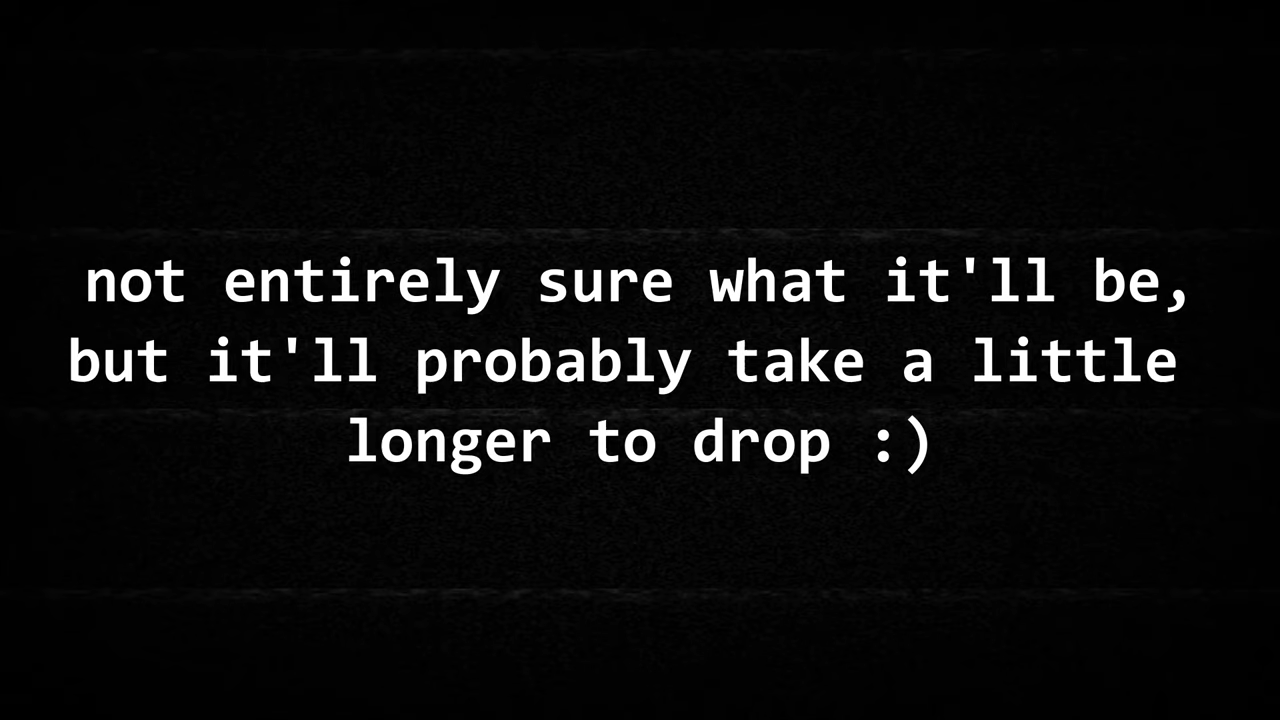 not entirely sure what it'll be,
but it'll probably take a little
longer to drop :)